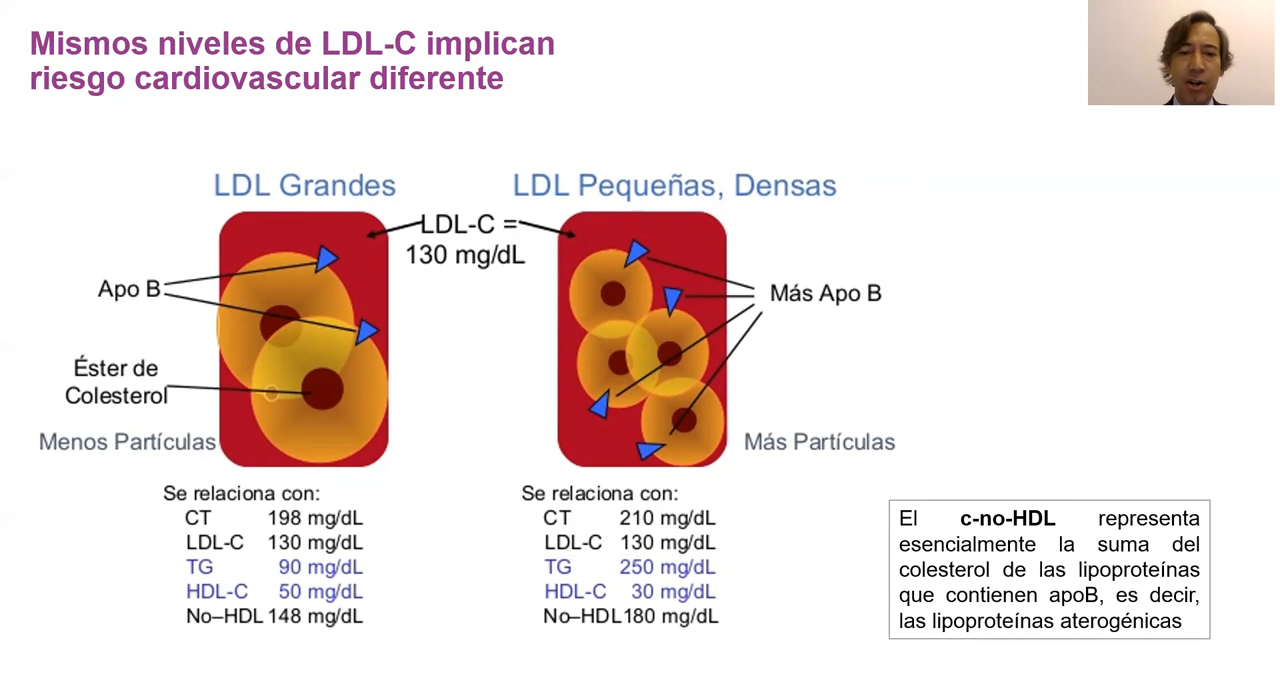 Mismos niveles de LDL-C implican
riesgo cardiovascular diferente
LDL Grandes
LDL Pequeñas, Densas
LDL-C =
130 mg/dL
Apo B
Más Apo B
Éster de
Colesterol
Menos Partículas
Más Partículas
Se relaciona con:
CT 198 mg/dL
LDL-C 130 mg/dL
TG 90 mg/dL
HDL-C 50 mg/dL
No–HDL 148 mg/dL
Se relaciona con:
CT 210 mg/dL
LDL-C 130 mg/dL
TG 250 mg/dL
HDL-C 30 mg/dL
No–HDL 180 mg/dL
El c-no-HDL representa
esencialmente la suma del
colesterol de las lipoproteínas
que contienen apoB, es decir,
las lipoproteínas aterogénicas